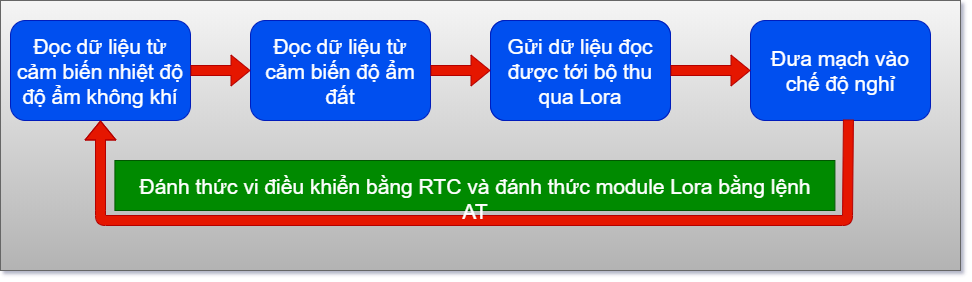 Đọc dữ liệu từ
cảm biến nhiệt độ
độ ẩm không khí
Đọc dữ liệu từ
cảm biến độ ẩm
đất
Gửi dữ liệu đọc
được tới bộ thu
qua Lora
Đưa mạch vào
chế độ nghỉ
Đánh thức vi điều khiển bằng RTC và đánh thức module Lora bằng lệnh
AT